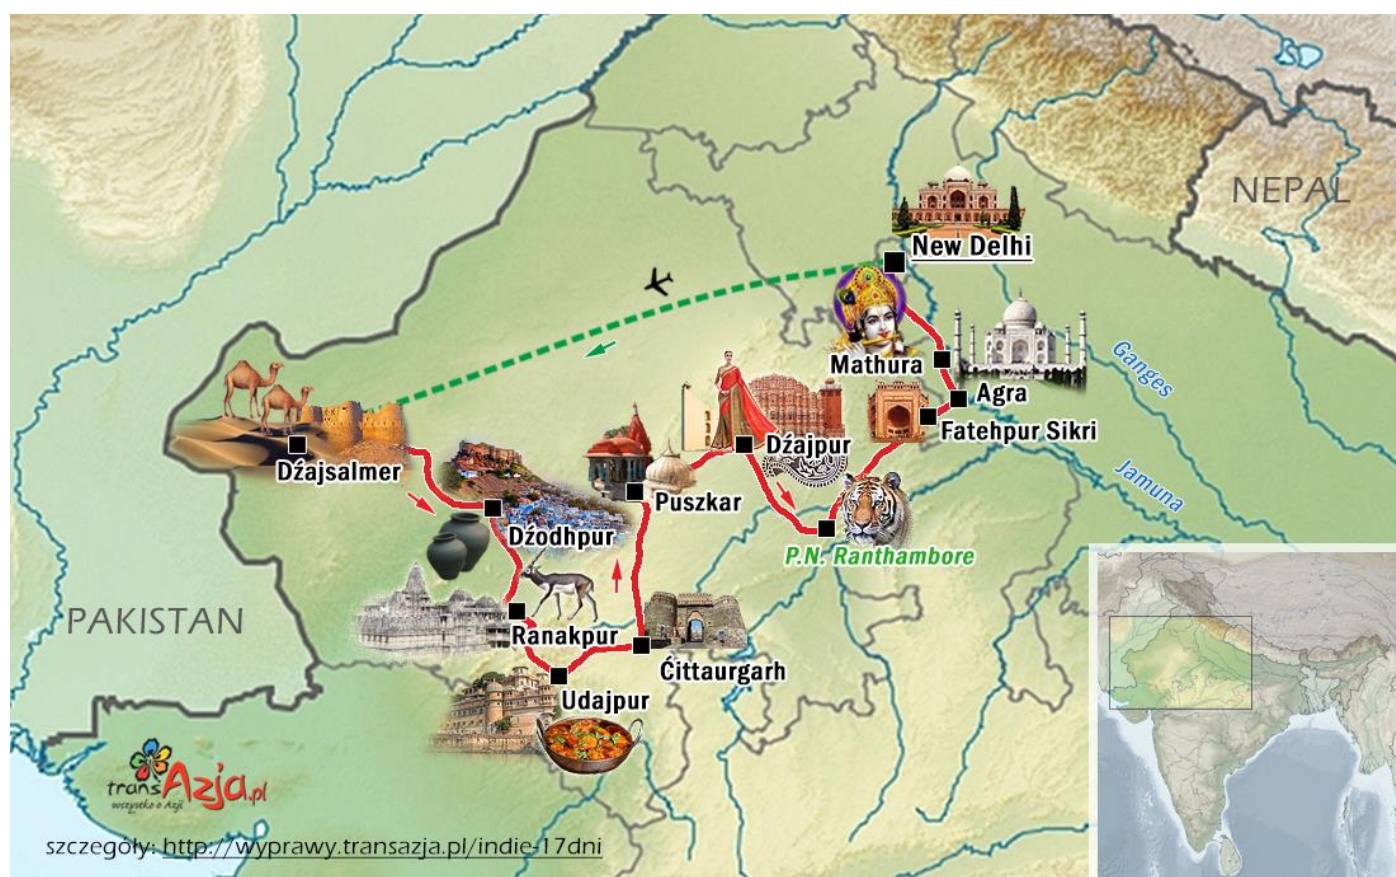 NEPAL
New Delhi
Mathura
Ganges
Agra
Fatehpur Sikri
Dźajpur
Dźajsalmer
Jamuna
Puszkar
Dźodhpur
P.N. Ranthambore
PAKISTAN
Ranakpur
Ćittaurgarh
Udajpur
transAzja.pl
wszystko o Azji
szczegóły: http://wyprawy.transazja.pl/indie-17dni